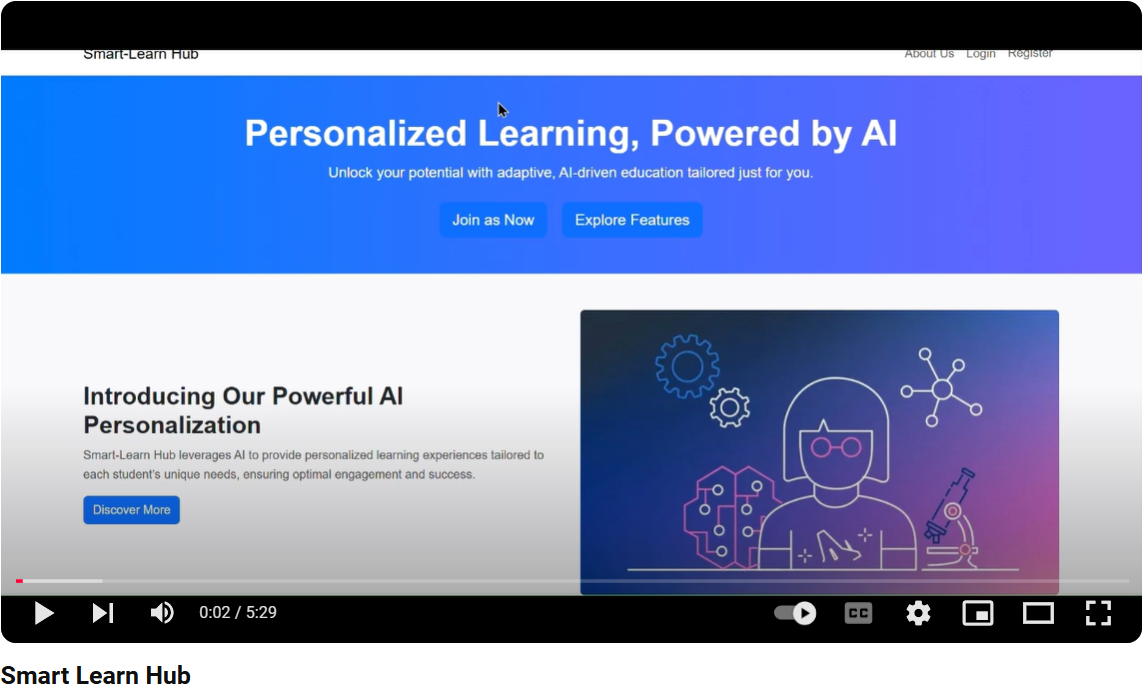 Smart-Learn Hub
About Us Login Register
Personalized Learning, Powered by AI
Unlock your potential with adaptive, AI-driven education tailored just for you.
Join as Now Explore Features
Introducing Our Powerful AI
Personalization
Smart-Learn Hub leverages AI to provide personalized learning experiences tailored to
each student's unique needs, ensuring optimal engagement and success.
Discover More
0:02 / 5:29
CC
Smart Learn Hub